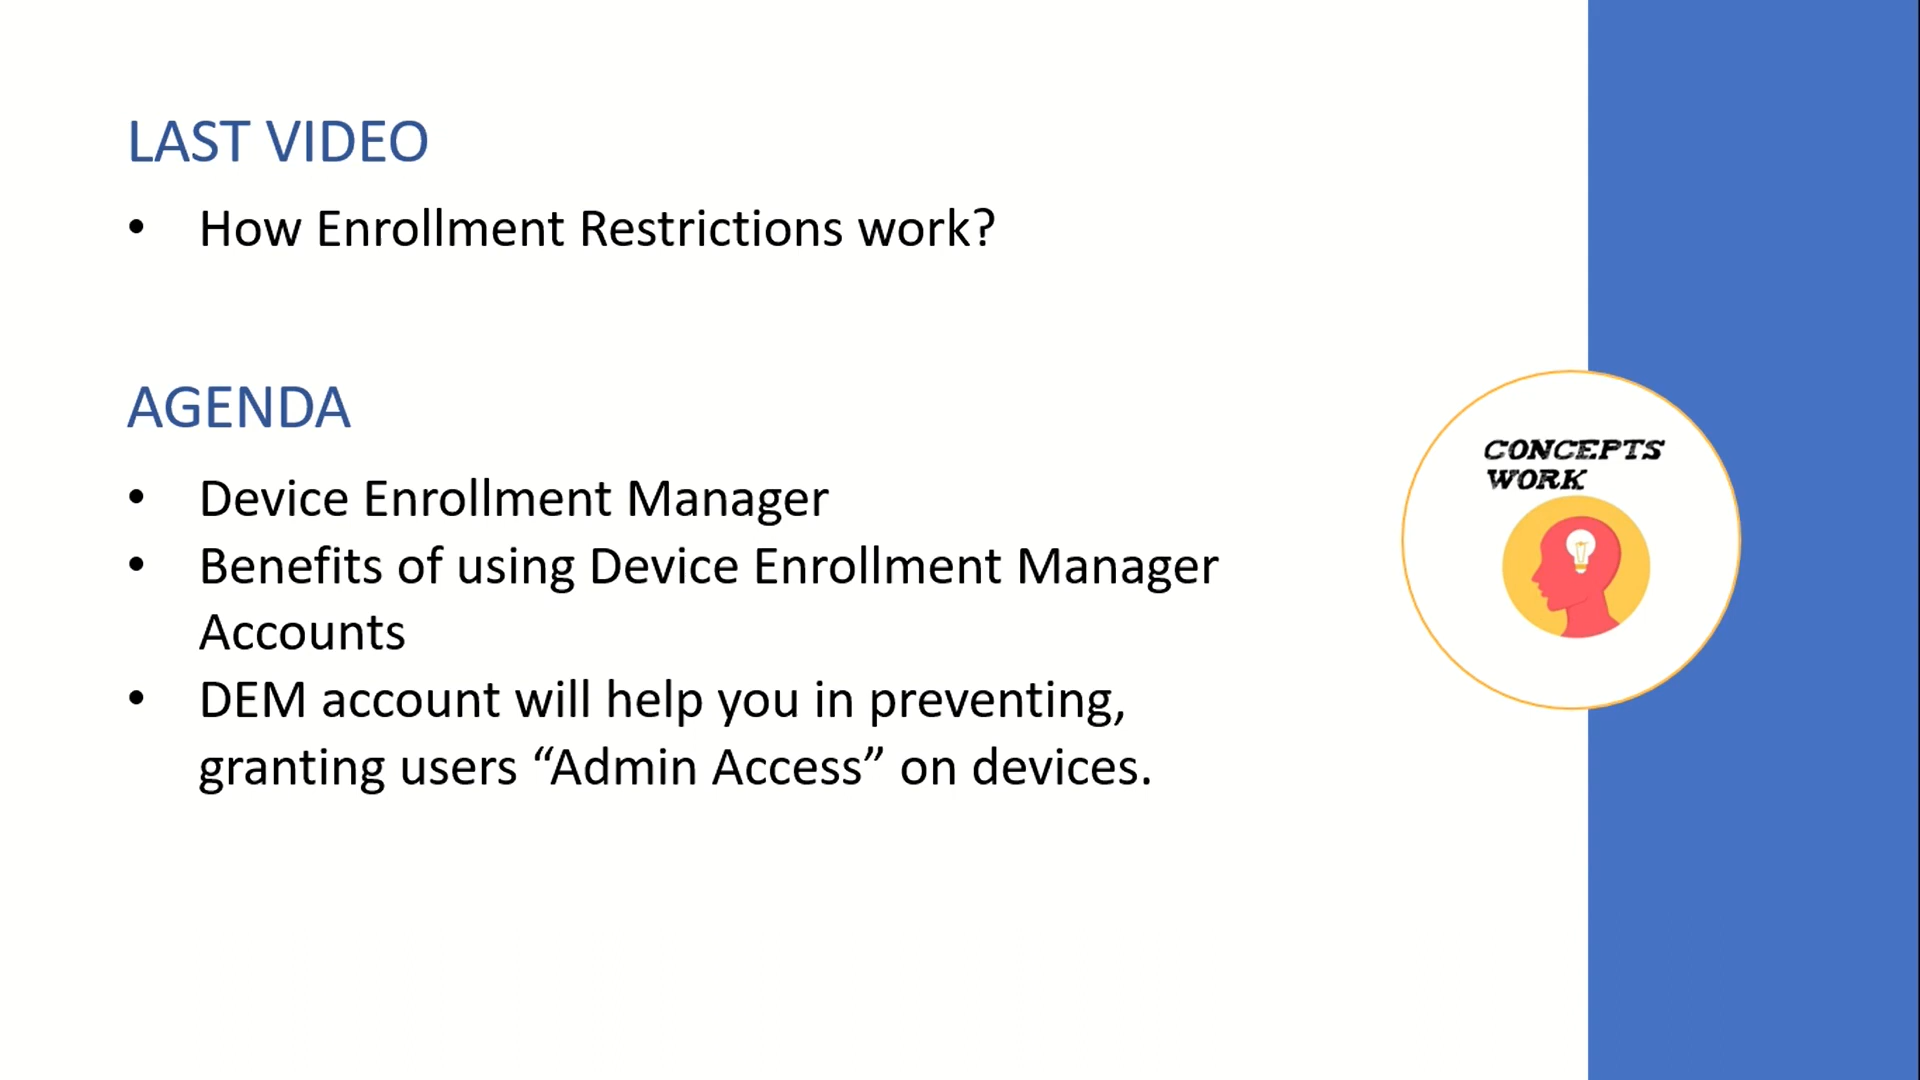 LAST VIDEO
• How Enrollment Restrictions work?
AGENDA
• Device Enrollment Manager
• Benefits of using Device Enrollment Manager
Accounts
• DEM account will help you in preventing,
granting users “Admin Access” on devices.
CONCEPTS
WORK